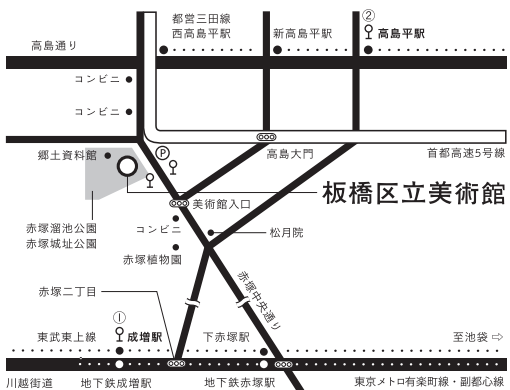 都営三田線
西高島平駅
新高島平駅
②
高島平駅
高島通り
コンビニ
コンビニ
P
郷土資料館
高島大門
首都高速5号線
板橋区立美術館
美術館入口
赤塚溜池公園
赤塚城址公園
コンビニ
松月院
赤塚植物園
赤塚二丁目
赤塚中央通り
①
東武東上線
成増駅
下赤塚駅
至池袋⇨
川越街道
地下鉄成増駅
地下鉄赤塚駅
東京メトロ有楽町線・副都心線